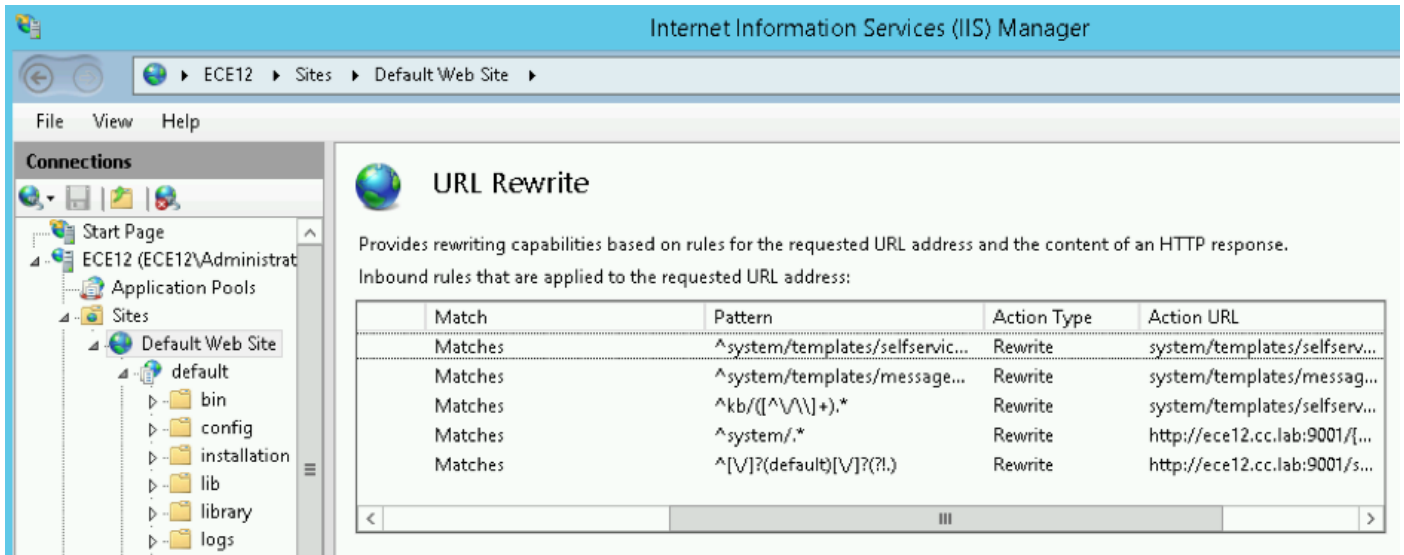 Internet Information Services (IIS) Manager
ECE12 Sites Default Web Site
File View Help
Connections
Start Page
ECE12 (ECE12\Administrat
Application Pools
Sites
Default Web Site
default
bin
config
installation
lib
library
logs
URL Rewrite
Provides rewriting capabilities based on rules for the requested URL address and the content of an HTTP response.
Inbound rules that are applied to the requested URL address:
Match Pattern Action Type Action URL
Matches ^system/templates/selfservic... Rewrite system/templates/selfserv...
Matches ^system/templates/message... Rewrite system/templates/messag...
Matches ^kb/([^\/\\]+).* Rewrite system/templates/selfserv...
Matches ^system/.* Rewrite http://ece12.cc.lab:9001/{...
Matches ^[\/]?(default)[\/]?(?!.) Rewrite http://ece12.cc.lab:9001/s...